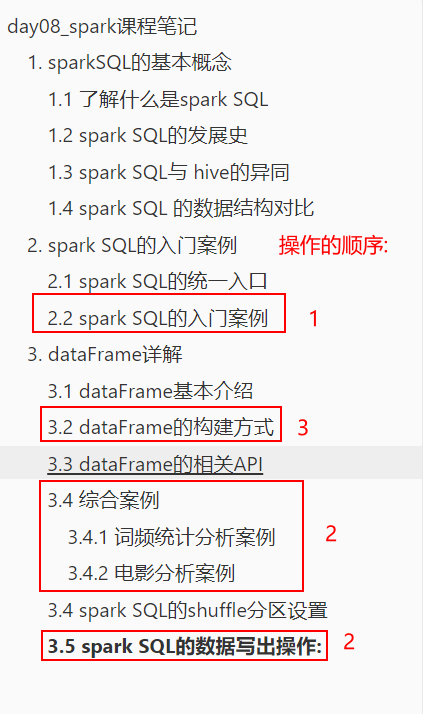 day08_spark课程笔记
1. sparkSQL的基本概念
1.1 了解什么是spark SQL
1.2 spark SQL的发展史
1.3 spark SQL与 hive的异同
1.4 spark SQL 的数据结构对比
2. spark SQL的入门案例 操作的顺序:
2.1 spark SQL的统一入口
2.2 spark SQL的入门案例 1
3. dataFrame详解
3.1 dataFrame基本介绍
3.2 dataFrame的构建方式 3
3.3 dataFrame的相关API
3.4 综合案例 2
3.4.1 词频统计分析案例
3.4.2 电影分析案例
3.4 spark SQL的shuffle分区设置
3.5 spark SQL的数据写出操作: 2